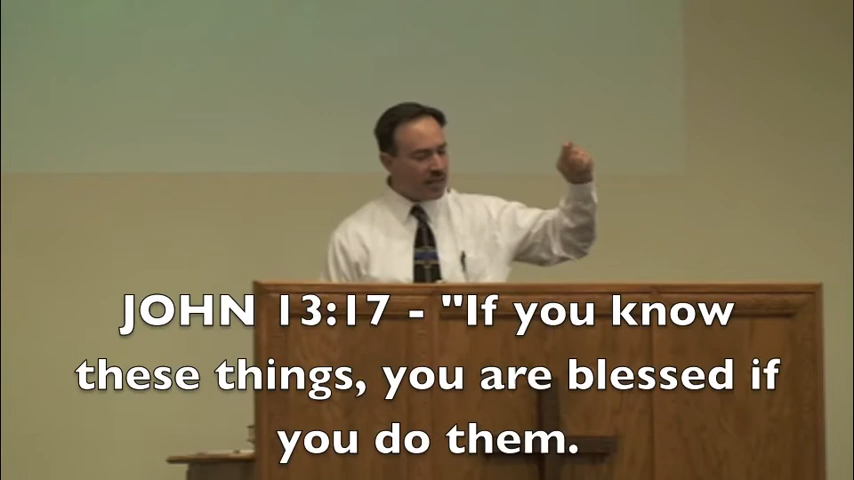 JOHN 13:17 - "If you know
these things, you are blessed if
you do them.